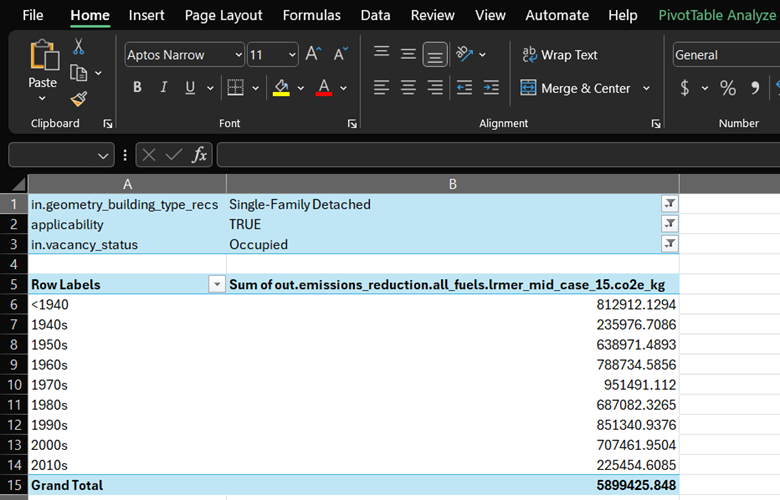 File Home Insert Page Layout Formulas Data Review View Automate Help PivotTable Analyze
Aptos Narrow 11 A A ab Wrap Text General
Paste B I U A Merge & Center $ % 9
Clipboard Font Alignment Number
fx
A B
1 in.geometry_building_type_recs Single-Family Detached
2 applicability TRUE
3 in.vacancy_status Occupied
4
5 Row Labels Sum of out.emissions_reduction.all_fuels.lrmer_mid_case_15.co2e_kg
6 <1940 812912.1294
7 1940s 235976.7086
8 1950s 638971.4893
9 1960s 788734.5856
10 1970s 951491.112
11 1980s 687082.3265
12 1990s 851340.9376
13 2000s 707461.9504
14 2010s 225454.6085
15 Grand Total 5899425.848